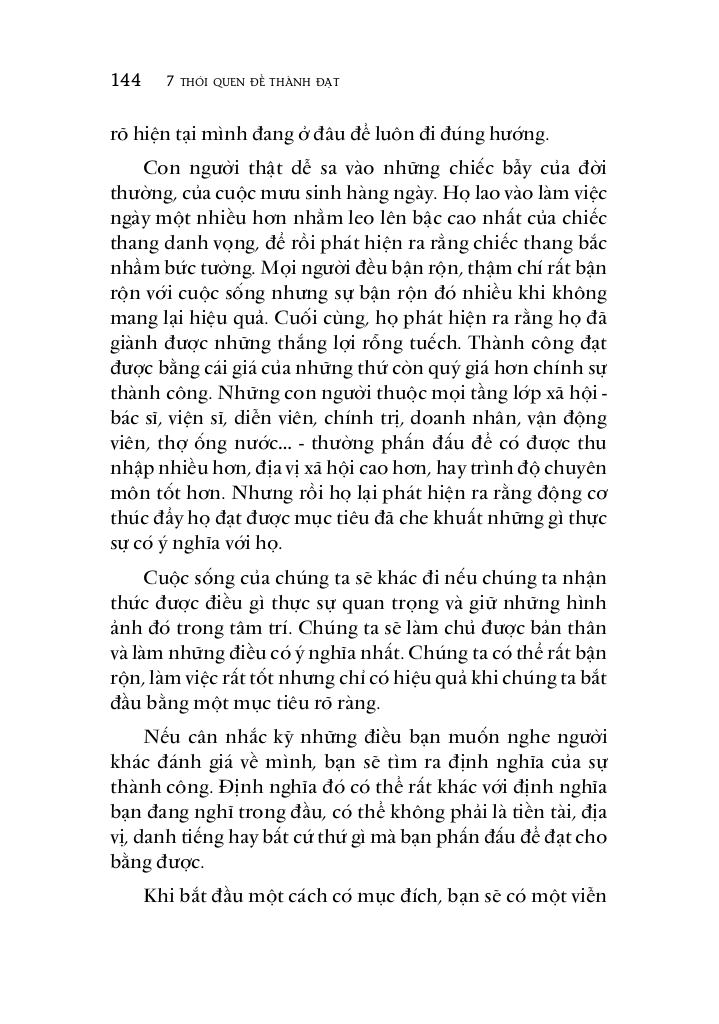 144 7 THÓI QUEN ĐỂ THÀNH ĐẠT
rõ hiện tại mình đang ở đâu để luôn đi đúng hướng.
Con người thật dễ sa vào những chiếc bẫy của đời
thường, của cuộc mưu sinh hàng ngày. Họ lao vào làm việc
ngày một nhiều hơn nhằm leo lên bậc cao nhất của chiếc
thang danh vọng, để rồi phát hiện ra rằng chiếc thang bắc
nhầm bức tường. Mọi người đều bận rộn, thậm chí rất bận
rộn với cuộc sống nhưng sự bận rộn đó nhiều khi không
mang lại hiệu quả. Cuối cùng, họ phát hiện ra rằng họ đã
giành được những thắng lợi rỗng tuếch. Thành công đạt
được bằng cái giá của những thứ còn quý giá hơn chính sự
thành công. Những con người thuộc mọi tầng lớp xã hội -
bác sĩ, viện sĩ, diễn viên, chính trị, doanh nhân, vận động
viên, thợ ống nước... - thường phấn đấu để có được thu
nhập nhiều hơn, địa vị xã hội cao hơn, hay trình độ chuyên
môn tốt hơn. Nhưng rồi họ lại phát hiện ra rằng động cơ
thúc đẩy họ đạt được mục tiêu đã che khuất những gì thực
sự có ý nghĩa với họ.
Cuộc sống của chúng ta sẽ khác đi nếu chúng ta nhận
thức được điều gì thực sự quan trọng và giữ những hình
ảnh đó trong tâm trí. Chúng ta sẽ làm chủ được bản thân
và làm những điều có ý nghĩa nhất. Chúng ta có thể rất bận
rộn, làm việc rất tốt nhưng chỉ có hiệu quả khi chúng ta bắt
đầu bằng một mục tiêu rõ ràng.
Nếu cân nhắc kỹ những điều bạn muốn nghe người
khác đánh giá về mình, bạn sẽ tìm ra định nghĩa của sự
thành công. Định nghĩa đó có thể rất khác với định nghĩa
bạn đang nghĩ trong đầu, có thể không phải là tiền tài, địa
vị, danh tiếng hay bất cứ thứ gì mà bạn phấn đấu để đạt cho
bằng được.
Khi bắt đầu một cách có mục đích, bạn sẽ có một viễn